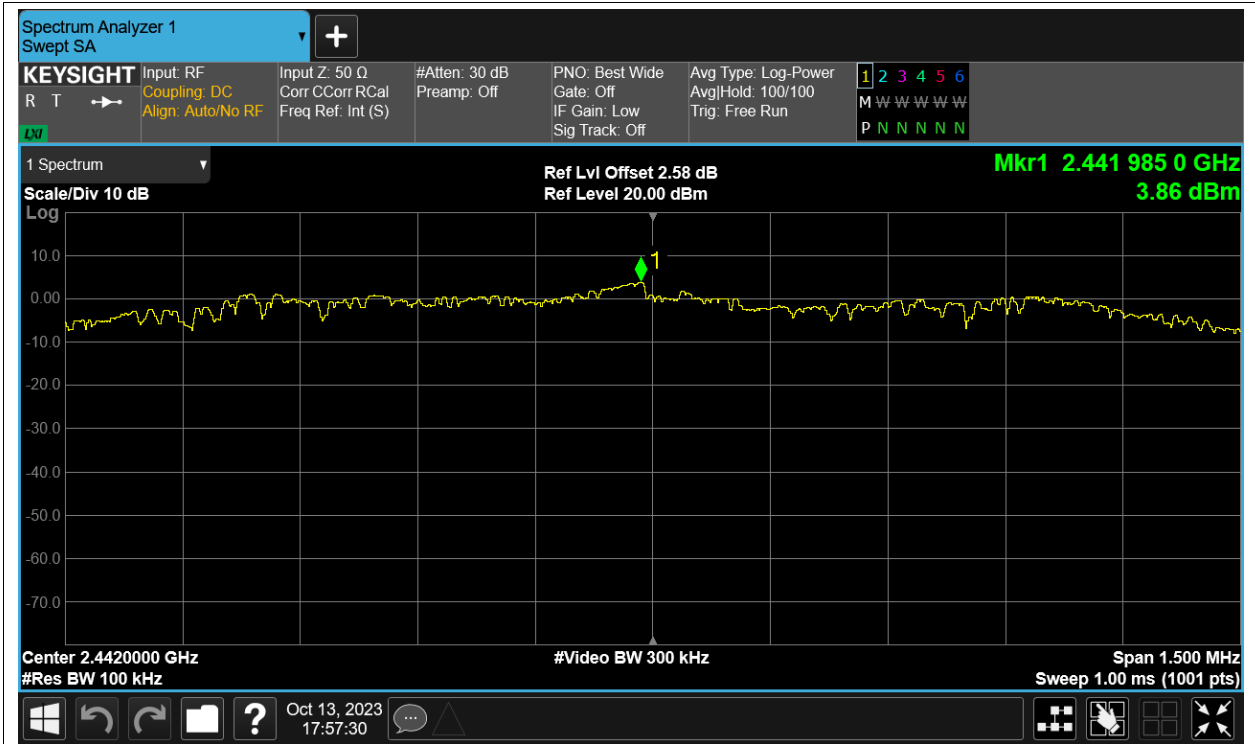 Spectrum Analyzer 1
Swept SA
KEYSIGHT
R T
LXI
Input: RF
Coupling: DC
Align: Auto/No RF
Input Z: 50 Ω
Corr CCorr RCal
Freq Ref: Int (S)
#Atten: 30 dB
Preamp: Off
PNO: Best Wide
Gate: Off
IF Gain: Low
Sig Track: Off
Avg Type: Log-Power
Avg|Hold: 100/100
Trig: Free Run
1 2 3 4 5 6
M W W W W W
P N N N N N
1 Spectrum
Scale/Div 10 dB
Log
Ref Lvl Offset 2.58 dB
Ref Level 20.00 dBm
Mkr1 2.441 985 0 GHz
3.86 dBm
1
10.0
0.00
-10.0
-20.0
-30.0
-40.0
-50.0
-60.0
-70.0
Center 2.4420000 GHz
#Res BW 100 kHz
#Video BW 300 kHz
Span 1.500 MHz
Sweep 1.00 ms (1001 pts)
?
Oct 13, 2023
17:57:30